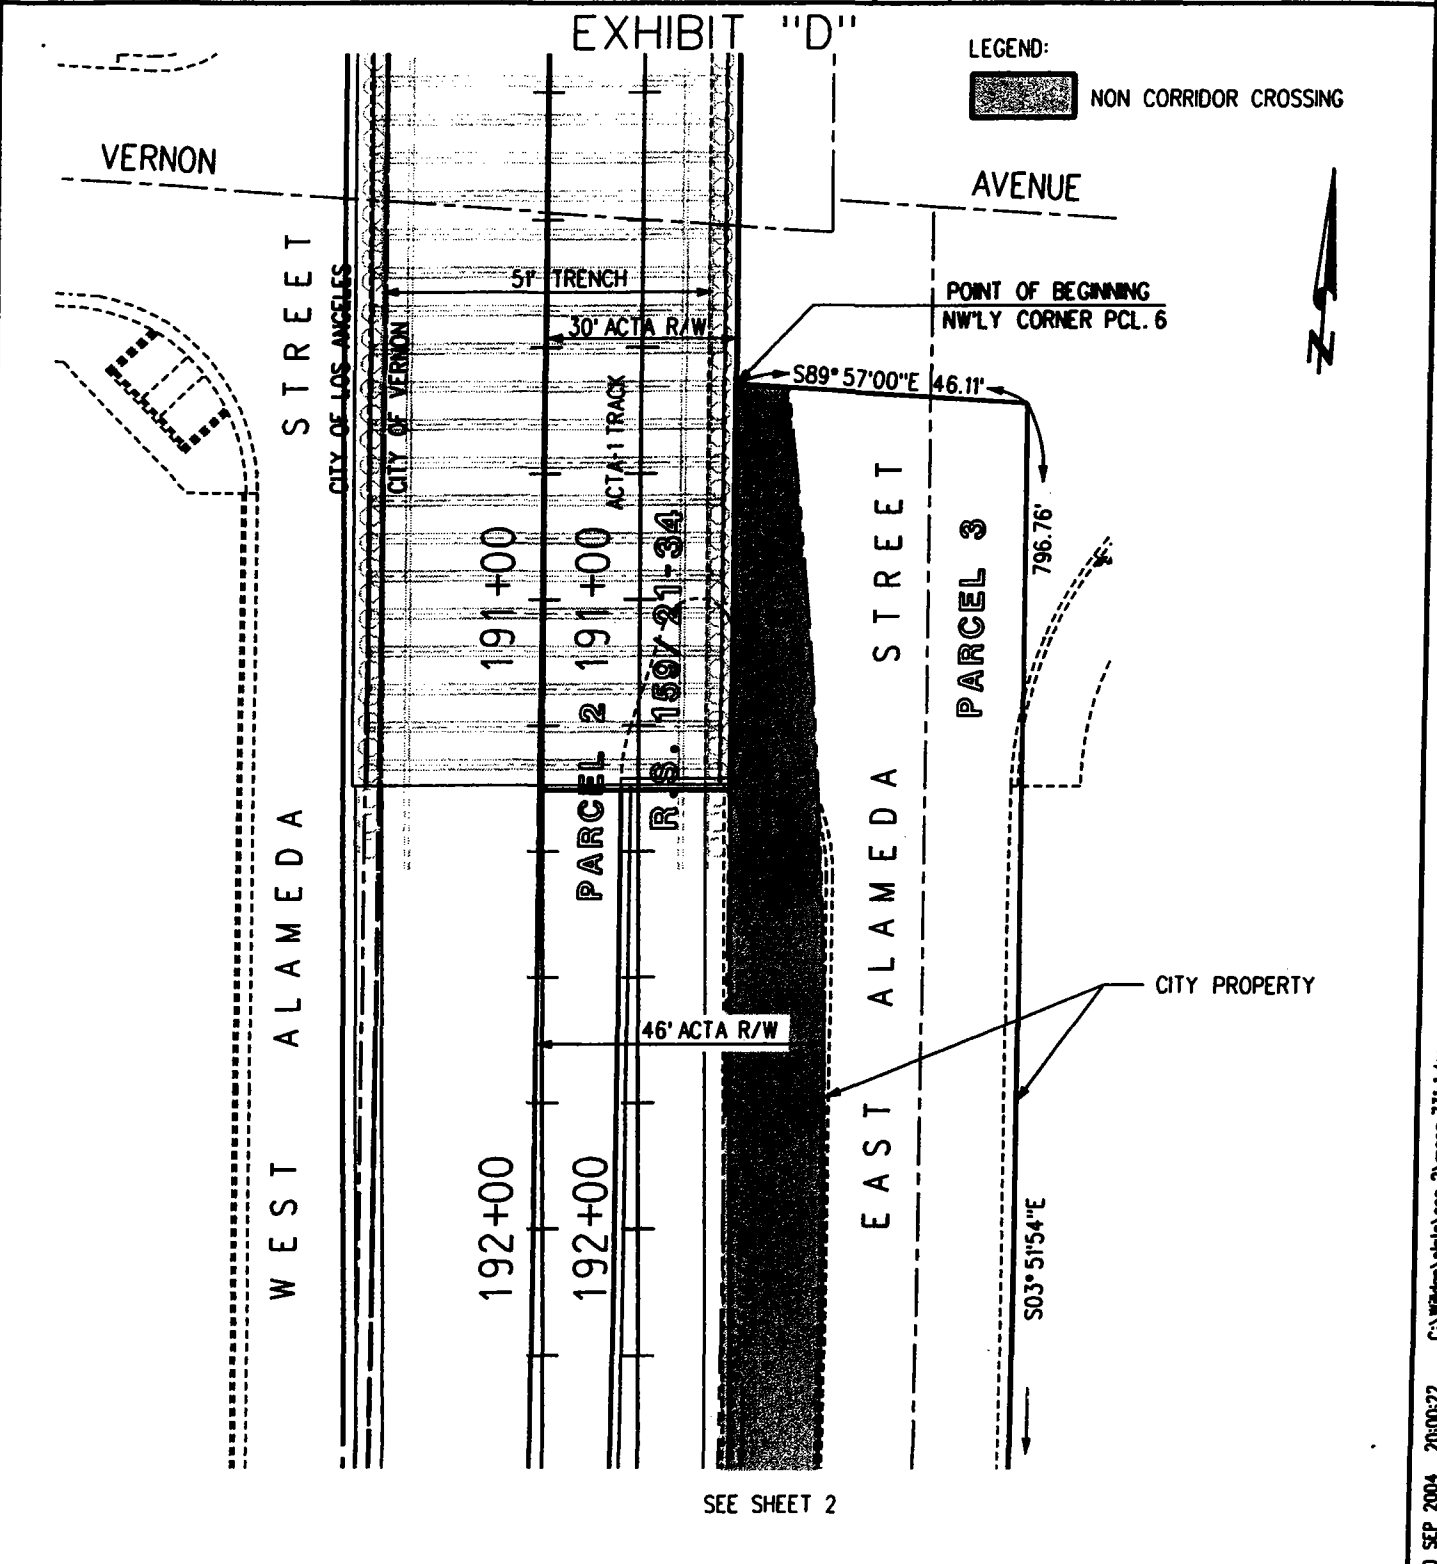 EXHIBIT "D"
LEGEND:
NON CORRIDOR CROSSING
VERNON
AVENUE
STREET
CITY OF LOS ANGELES
CITY OF VERNON
51' TRENCH
30' ACTA R/W
POINT OF BEGINNING
NW'LY CORNER PCL. 6
N
S89°57'00"E 46.11'
ACTA-1 TRACK
191+00
191+00
R.S. 159/21-34
PARCEL 2
STREET
PARCEL 3
796.76'
WEST ALAMEDA
EAST ALAMEDA
CITY PROPERTY
46' ACTA R/W
192+00
192+00
S03°51'54"E
SEE SHEET 2
SEP 2004 20:00:22